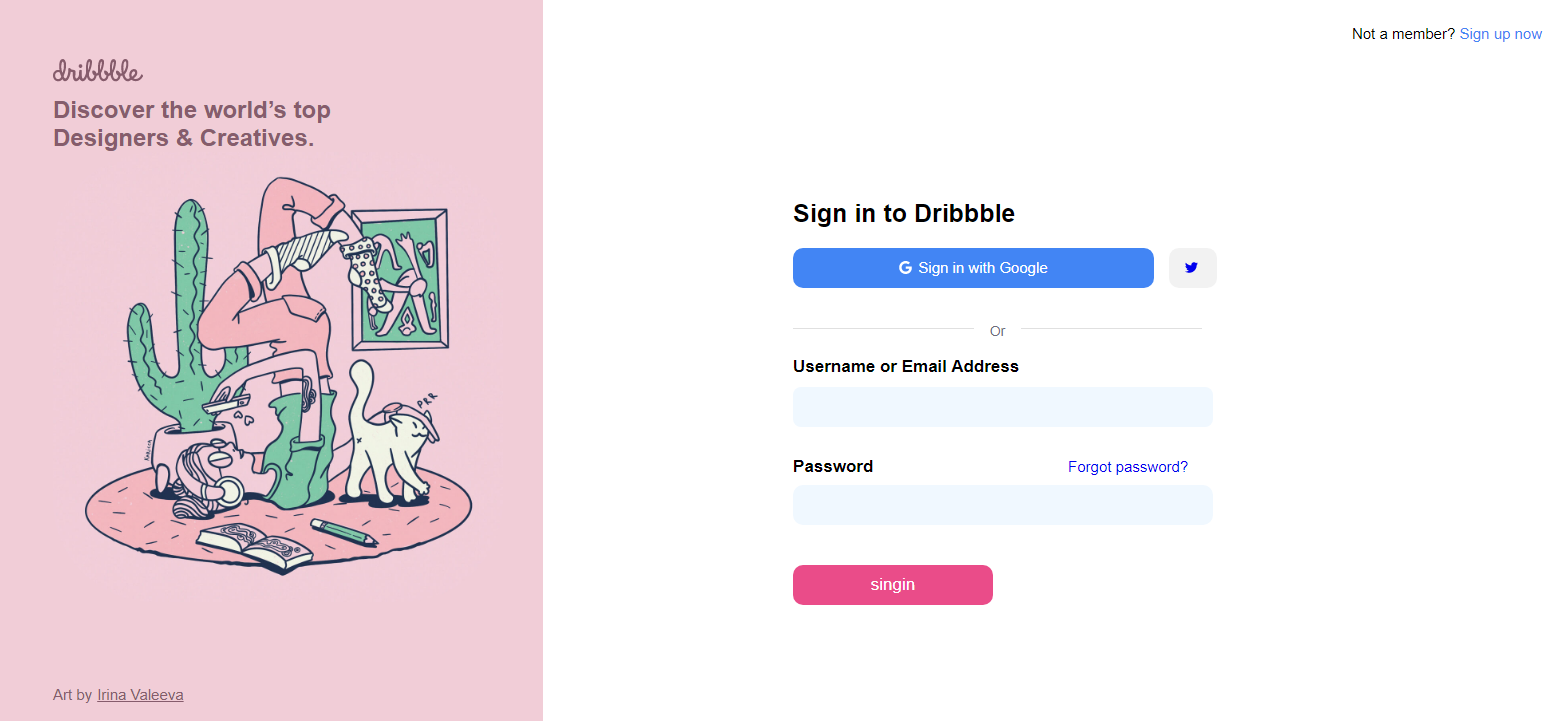 Not a member? Sign up now
dribbble
Discover the world’s top
Designers & Creatives.
PRR
Art by Irina Valeeva
Sign in to Dribbble
G Sign in with Google
Or
Username or Email Address
Password
Forgot password?
singin